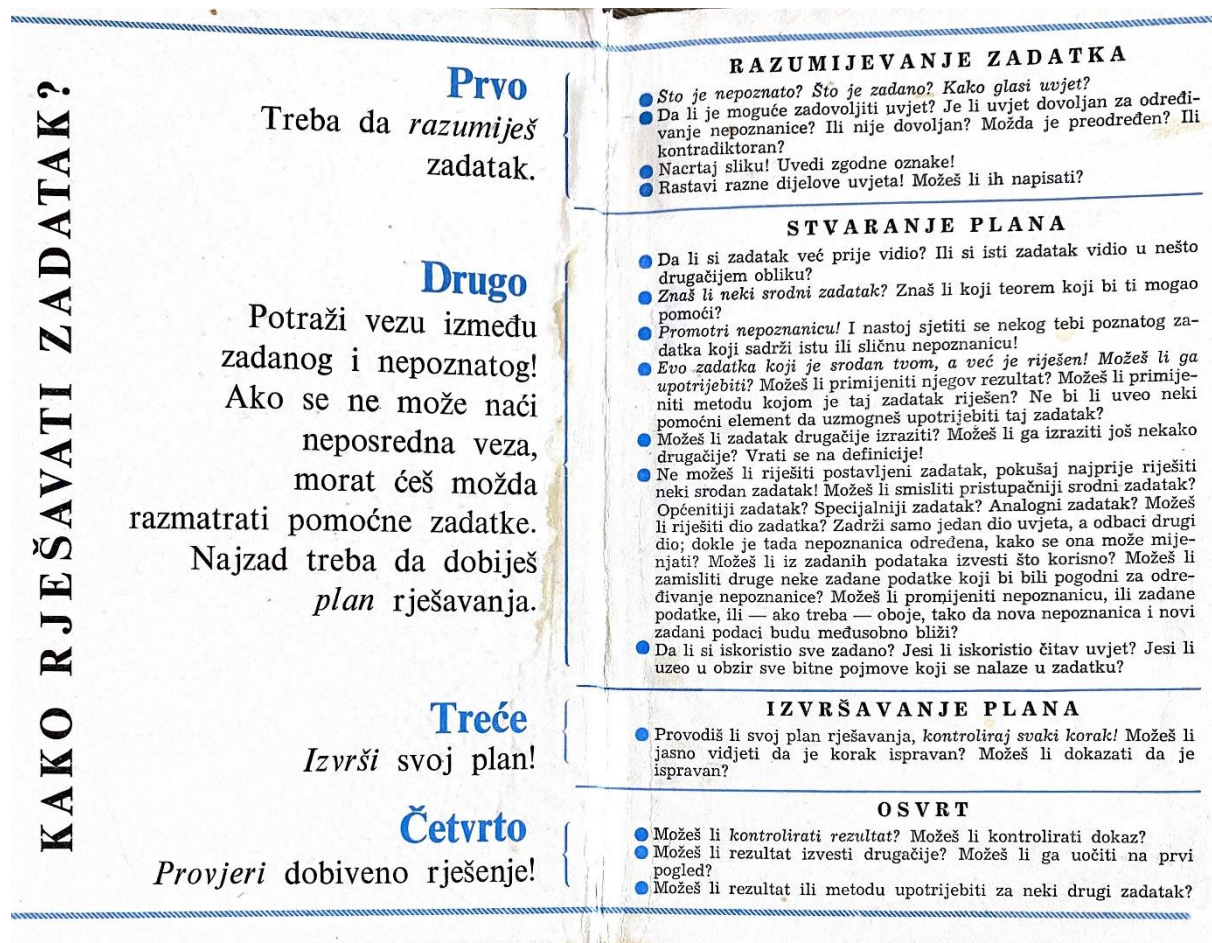 KAKO RJEŠAVATI ZADATAK?
Prvo
Treba da razumiješ
zadatak.
RAZUMIJEVANJE ZADATKA
Što je nepoznato? Što je zadano? Kako glasi uvjet?
Da li je moguće zadovoljiti uvjet? Je li uvjet dovoljan za određi-
vanje nepoznanice? Ili nije dovoljan? Možda je preodređen? Ili
kontradiktoran?
Nacrtaj sliku! Uvedi zgodne oznake!
Rastavi razne dijelove uvjeta! Možeš li ih napisati?
Drugo
Potraži vezu između
zadanog i nepoznatog!
Ako se ne može naći
neposredna veza,
morat ćeš možda
razmatrati pomoćne zadatke.
Najzad treba da dobiješ
plan rješavanja.
STVARANJE PLANA
Da li si zadatak već prije vidio? Ili si isti zadatak vidio u nešto
drugačijem obliku?
Znaš li neki srodni zadatak? Znaš li koji teorem koji bi ti mogao
pomoći?
Promotri nepoznanicu! I nastoj sjetiti se nekog tebi poznatog za-
datka koji sadrži istu ili sličnu nepoznanicu!
Evo zadatka koji je srodan tvom, a već je riješen! Možeš li ga
upotrijebiti? Možeš li primijeniti njegov rezultat? Možeš li primije-
niti metodu kojom je taj zadatak riješen? Ne bi li uveo neki
pomoćni element da uzmogneš upotrijebiti taj zadatak?
Možeš li zadatak drugačije izraziti? Možeš li ga izraziti još nekako
drugačije? Vrati se na definicije!
Ne možeš li riješiti postavljeni zadatak, pokušaj najprije riješiti
neki srodan zadatak! Možeš li smisliti pristupačniji srodni zadatak?
Općenitiji zadatak? Specijalniji zadatak? Analogni zadatak? Možeš
li riješiti dio zadatka? Zadrži samo jedan dio uvjeta, a odbaci drugi
dio; dokle je tada nepoznanica određena, kako se ona može mije-
njati? Možeš li iz zadanih podataka izvesti što korisno? Možeš li
zamisliti druge neke zadane podatke koji bi bili pogodni za odre-
đivanje nepoznanice? Možeš li promijeniti nepoznanicu, ili zadane
podatke, ili — ako treba — oboje, tako da nova nepoznanica i novi
zadani podaci budu međusobno bliži?
Da li si iskoristio sve zadano? Jesi li iskoristio čitav uvjet? Jesi li
uzeo u obzir sve bitne pojmove koji se nalaze u zadatku?
Treće
Izvrši svoj plan!
IZVRŠAVANJE PLANA
Provodiš li svoj plan rješavanja, kontroliraj svaki korak! Možeš li
jasno vidjeti da je korak ispravan? Možeš li dokazati da je
ispravan?
Četvrto
Provjeri dobiveno rješenje!
OSVRT
Možeš li kontrolirati rezultat? Možeš li kontrolirati dokaz?
Možeš li rezultat izvesti drugačije? Možeš li ga uočiti na prvi
pogled?
Možeš li rezultat ili metodu upotrijebiti za neki drugi zadatak?